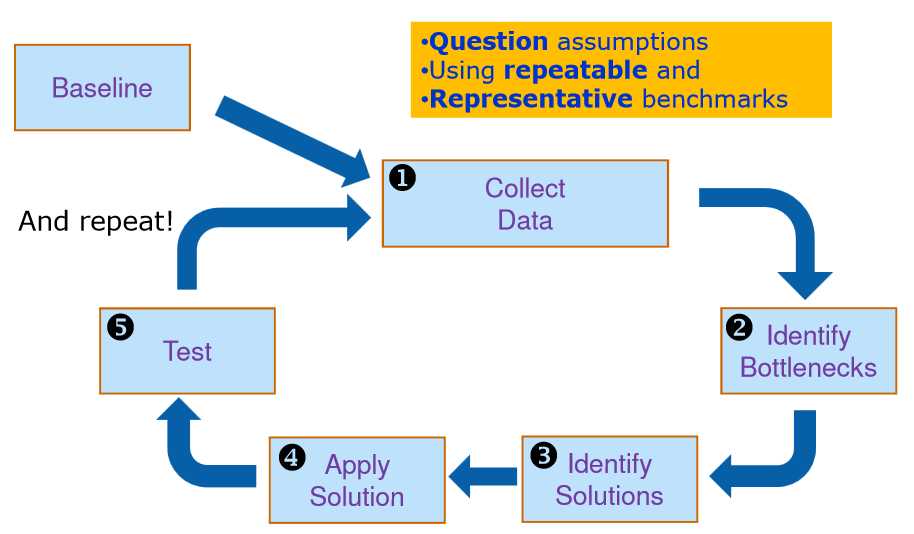 Baseline
•Question assumptions
•Using repeatable and
•Representative benchmarks
❶
Collect
Data
And repeat!
❷
Identify
Bottlenecks
❸
Identify
Solutions
❹
Apply
Solution
❺
Test